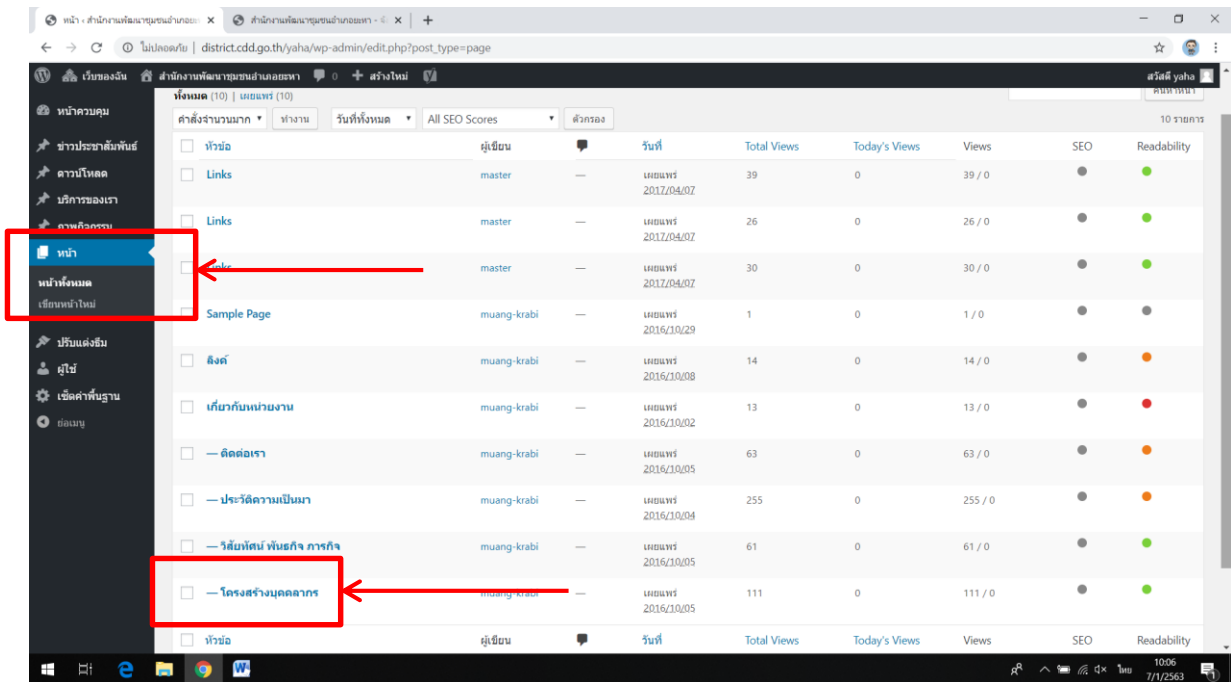 หน้า ‹ สำนักงานพัฒนาชุมชนอำเภอยะ
สำนักงานพัฒนาชุมชนอำเภอยะหา -
ไม่ปลอดภัย | district.cdd.go.th/yaha/wp-admin/edit.php?post_type=page
เว็บของฉัน สำนักงานพัฒนาชุมชนอำเภอยะหา 0 + สร้างใหม่ สวัสดี yaha
ทั้งหมด (10) | เผยแพร่ (10) ค้นหาหน้า
คำสั่งจำนวนมาก ทำงาน วันที่ทั้งหมด All SEO Scores ตัวกรอง 10 รายการ
หน้าควบคุม
ข่าวประชาสัมพันธ์
ดาวน์โหลด
บริการของเรา
ภาพกิจกรรม
หน้า
หน้าทั้งหมด
เขียนหน้าใหม่
ปรับแต่งธีม
ผู้ใช้
เช็ตค่าพื้นฐาน
ย่อเมนู
หัวข้อ ผู้เขียน วันที่ Total Views Today's Views Views SEO Readability
Links master — เผยแพร่ 39 0 39 / 0
2017/04/07
Links master — เผยแพร่ 26 0 26 / 0
2017/04/07
Links master — เผยแพร่ 30 0 30 / 0
2017/04/07
Sample Page muang-krabi — เผยแพร่ 1 0 1 / 0
2016/10/29
ลิงค์ muang-krabi — เผยแพร่ 14 0 14 / 0
2016/10/08
เกี่ยวกับหน่วยงาน muang-krabi — เผยแพร่ 13 0 13 / 0
2016/10/02
— ติดต่อเรา muang-krabi — เผยแพร่ 63 0 63 / 0
2016/10/05
— ประวัติความเป็นมา muang-krabi — เผยแพร่ 255 0 255 / 0
2016/10/04
— วิสัยทัศน์ พันธกิจ ภารกิจ muang-krabi — เผยแพร่ 61 0 61 / 0
2016/10/05
— โครงสร้างบุคคลากร muang-krabi — เผยแพร่ 111 0 111 / 0
2016/10/05
หัวข้อ ผู้เขียน วันที่ Total Views Today's Views Views SEO Readability
ไทย 10:06
7/1/2563